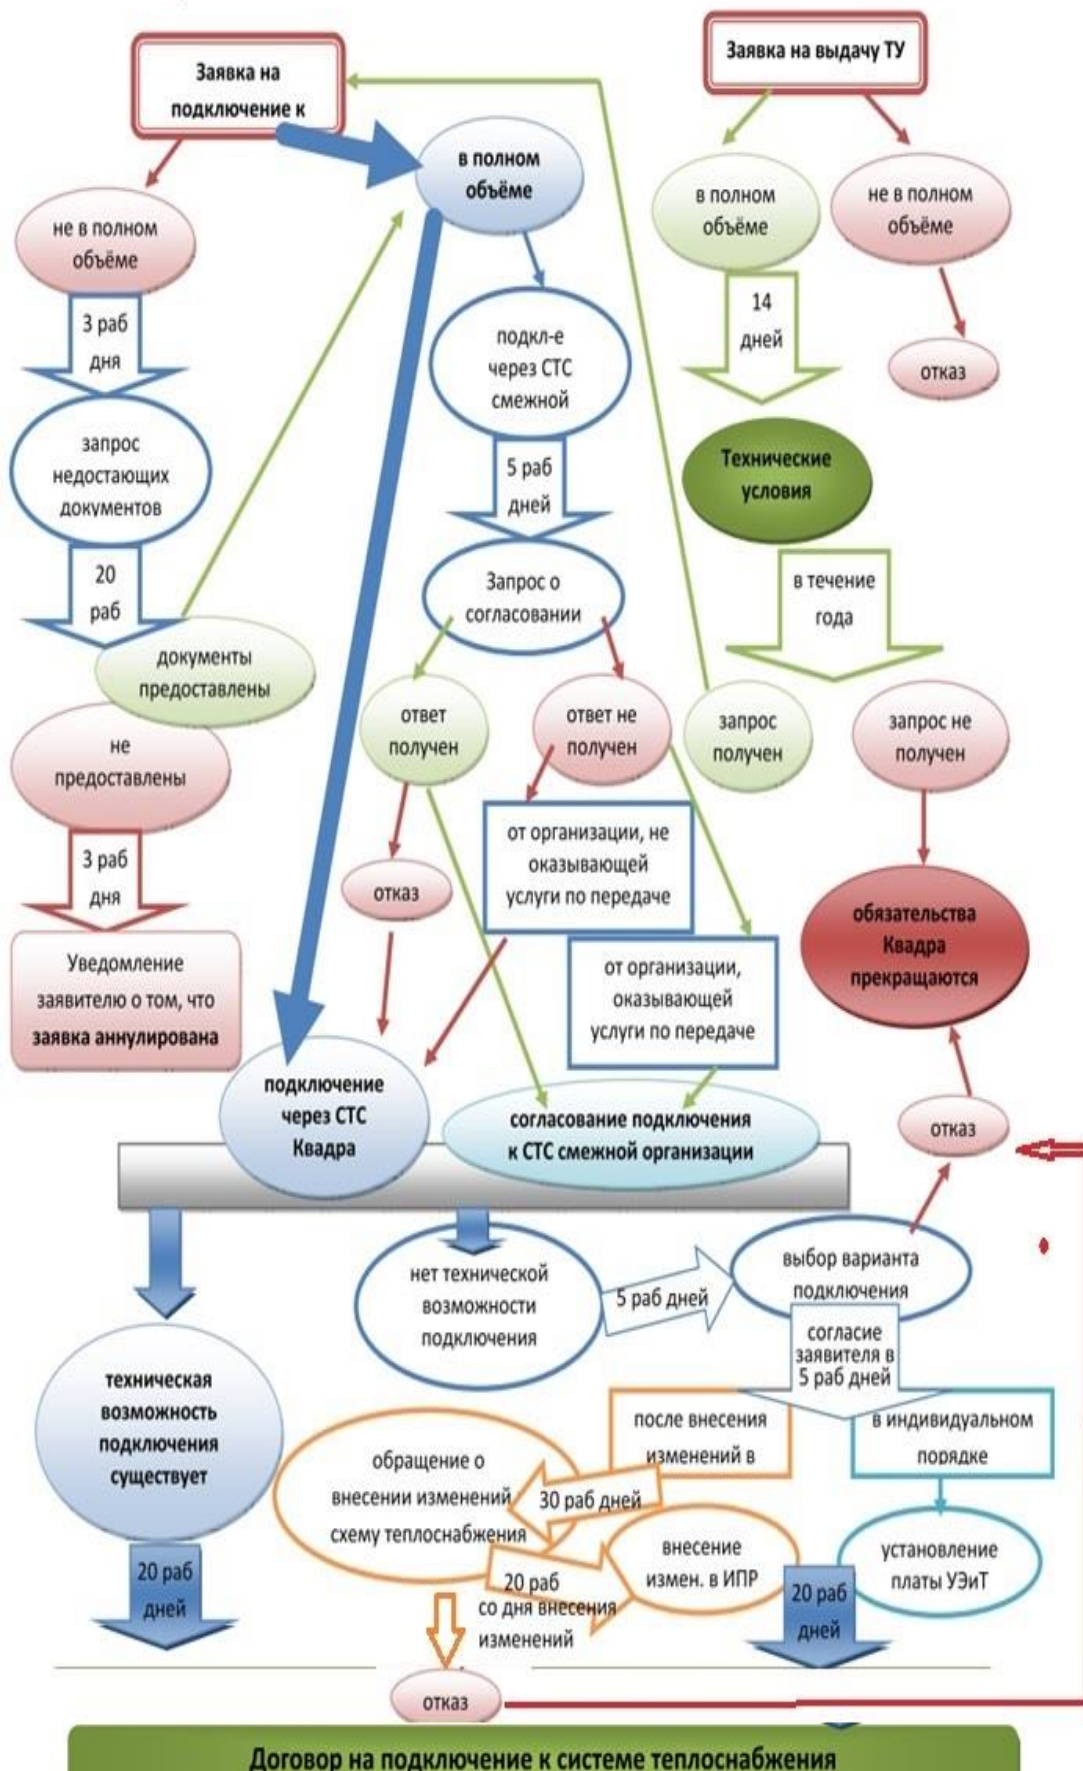 Заявка на
подключение к
Заявка на выдачу ТУ
в полном
объёме
не в полном
объёме
в полном
объёме
не в полном
объёме
3 раб
дня
подкл-е
через СТС
смежной
14
дней
отказ
запрос
недостающих
документов
5 раб
дней
Технические
условия
20
раб
Запрос о
согласовании
в течение
года
документы
предоставлены
ответ
получен
ответ не
получен
запрос
получен
запрос не
получен
не
предоставлены
3 раб
дня
отказ
от организации, не
оказывающей
услуги по передаче
обязательства
Квадра
прекращаются
Уведомление
заявителю о том, что
заявка аннулирована
от организации,
оказывающей
услуги по передаче
подключение
через СТС
Квадра
согласование подключения
к СТС смежной организации
отказ
нет технической
возможности
подключения
5 раб дней
выбор варианта
подключения
согласие
заявителя в
5 раб дней
техническая
возможность
подключения
существует
после внесения
изменений в
в индивидуальном
порядке
обращение о
внесении изменений
схему теплоснабжения
30 раб дней
внесение
измен. в ИПР
установление
платы УЭиТ
20 раб
дней
20 раб
со дня внесения
изменений
20 раб
дней
отказ
Договор на подключение к системе теплоснабжения